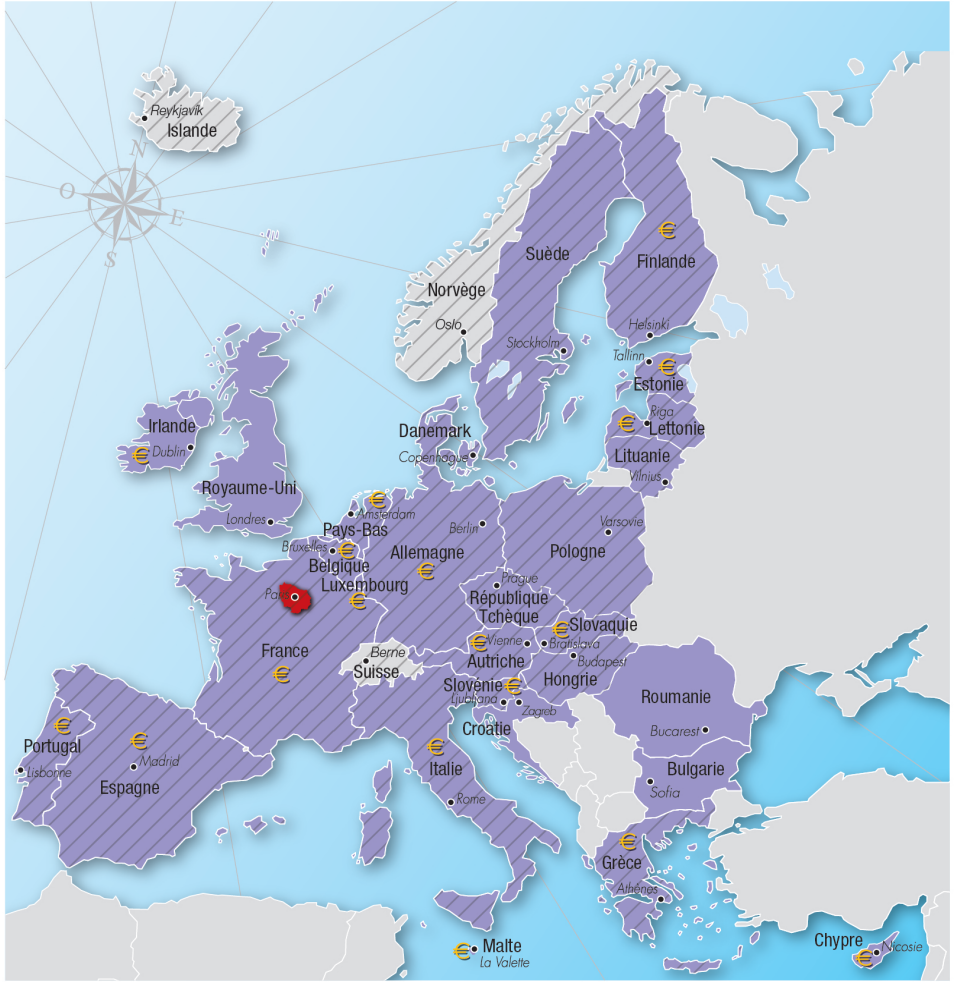 Reykjavík
Islande
N
O
E
S
Suède
Finlande
Norvège
Oslo
Helsinki
Stockholm
Tallinn
€
Estonie
Riga
Lettonie
Irlande
Dublin
Danemark
Copenhague
Lituanie
Vilnius
Royaume-Uni
Londres
€
Amsterdam
Pays-Bas
Berlin
Varsovie
Bruxelles
€
Belgique
Allemagne
€
Pologne
Luxembourg
€
Paris
Prague
République
Tchèque
€
Slovaquie
€
Vienne
Bratislava
Autriche
Budapest
Hongrie
France
€
Berne
Suisse
Slovénie
€
Ljubljana
Zagreb
Croatie
Roumanie
Bucarest
€
Portugal
Lisbonne
€
Madrid
Espagne
€
Italie
Rome
Bulgarie
Sofia
€
Grèce
Athènes
€
Malte
La Valette
Chypre
€
Nicosie
€
€
€